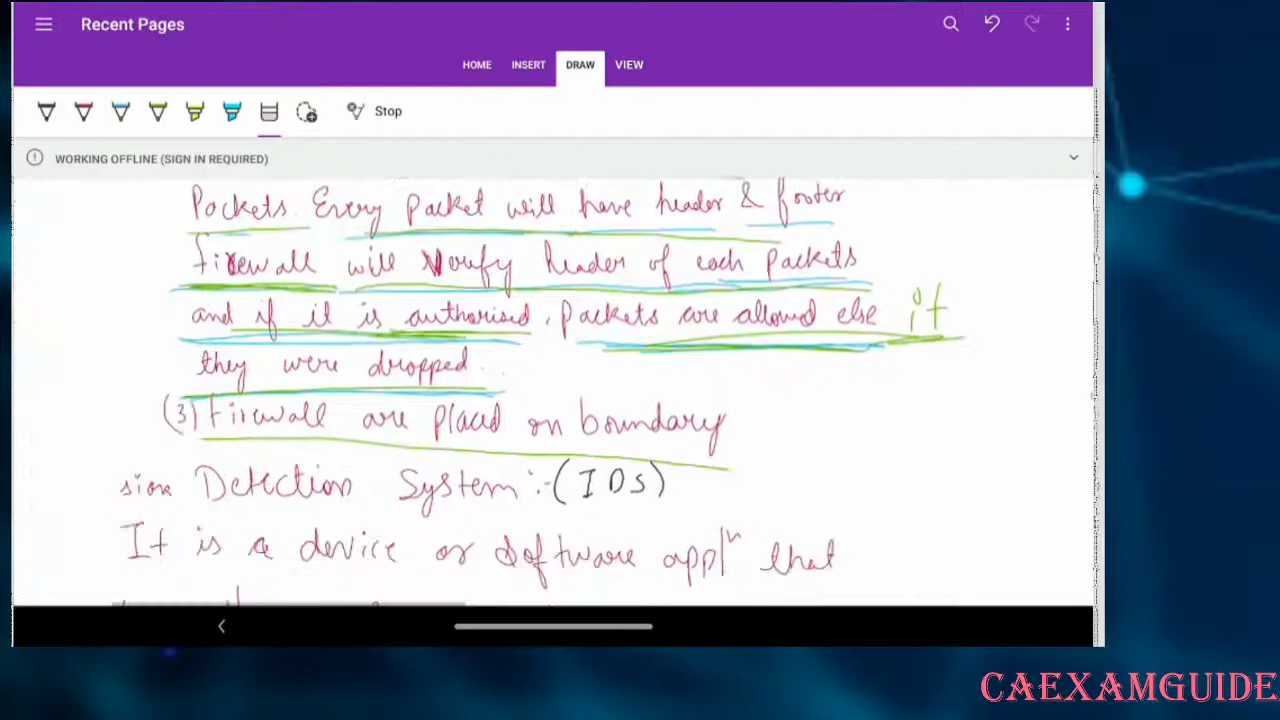 Recent Pages
HOME INSERT DRAW VIEW
Stop
WORKING OFFLINE (SIGN IN REQUIRED)
Packets. Every packet will have header & footer
firewall will verify header of each packets
and if it is authorised, packets are allowed else it
they were dropped.
(3) Firewall are placed on boundary
sion Detection System :- (IDS)
It is a device or software applⁿ that
CAEXAMGUIDE